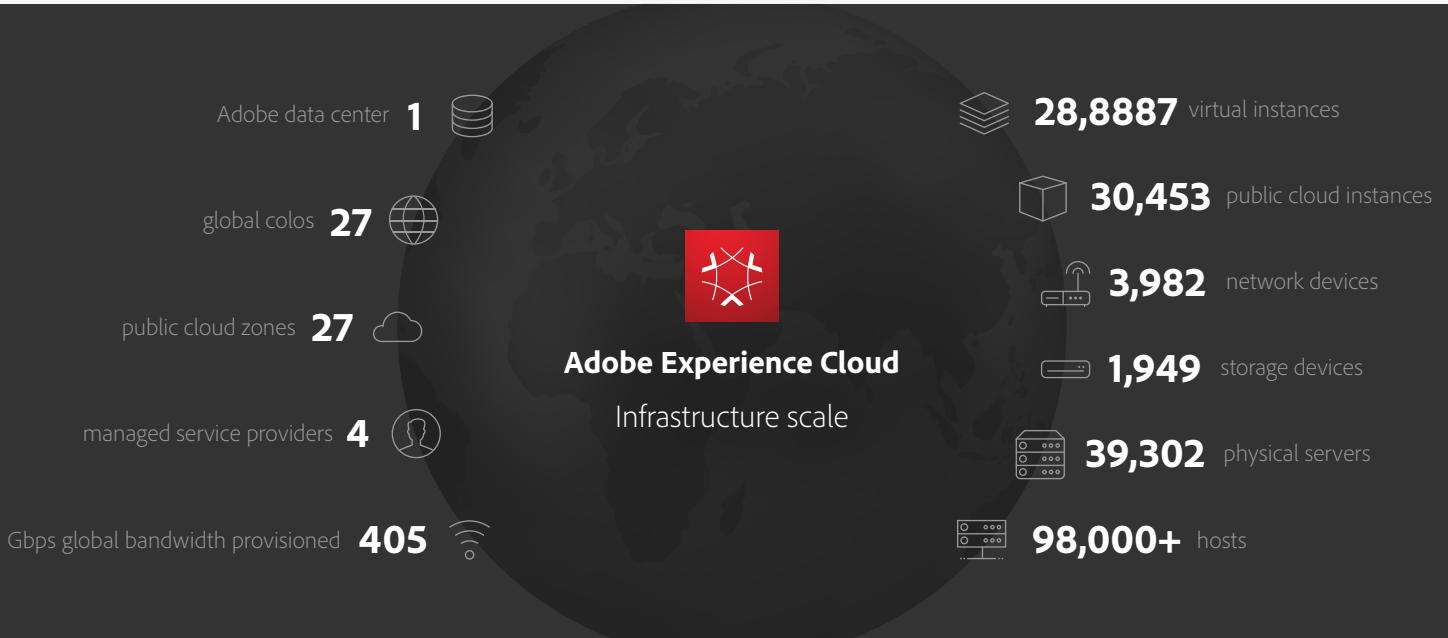 Adobe data center 1
global colos 27
public cloud zones 27
managed service providers 4
Gbps global bandwidth provisioned 405
Adobe Experience Cloud
Infrastructure scale
28,8887 virtual instances
30,453 public cloud instances
3,982 network devices
1,949 storage devices
39,302 physical servers
98,000+ hosts